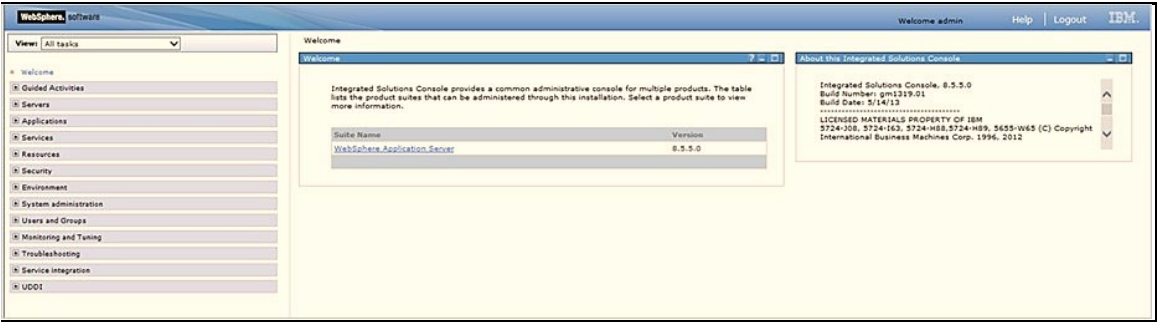 WebSphere. software
Welcome admin
Help | Logout
IBM.
View: All tasks
Welcome
Guided Activities
Servers
Applications
Services
Resources
Security
Environment
System administration
Users and Groups
Monitoring and Tuning
Troubleshooting
Service integration
UDDI
Welcome
Welcome
Integrated Solutions Console provides a common administrative console for multiple products. The table
lists the product suites that can be administered through this installation. Select a product suite to view
more information.
Suite Name Version
WebSphere Application Server 8.5.5.0
About this Integrated Solutions Console
Integrated Solutions Console, 8.5.5.0
Build Number: gm1319.01
Build Date: 5/14/13
----------------------------------
LICENSED MATERIALS PROPERTY OF IBM
5724-J08, 5724-I63, 5724-H88,5724-H89, 5655-W65 (C) Copyright
International Business Machines Corp. 1996, 2012